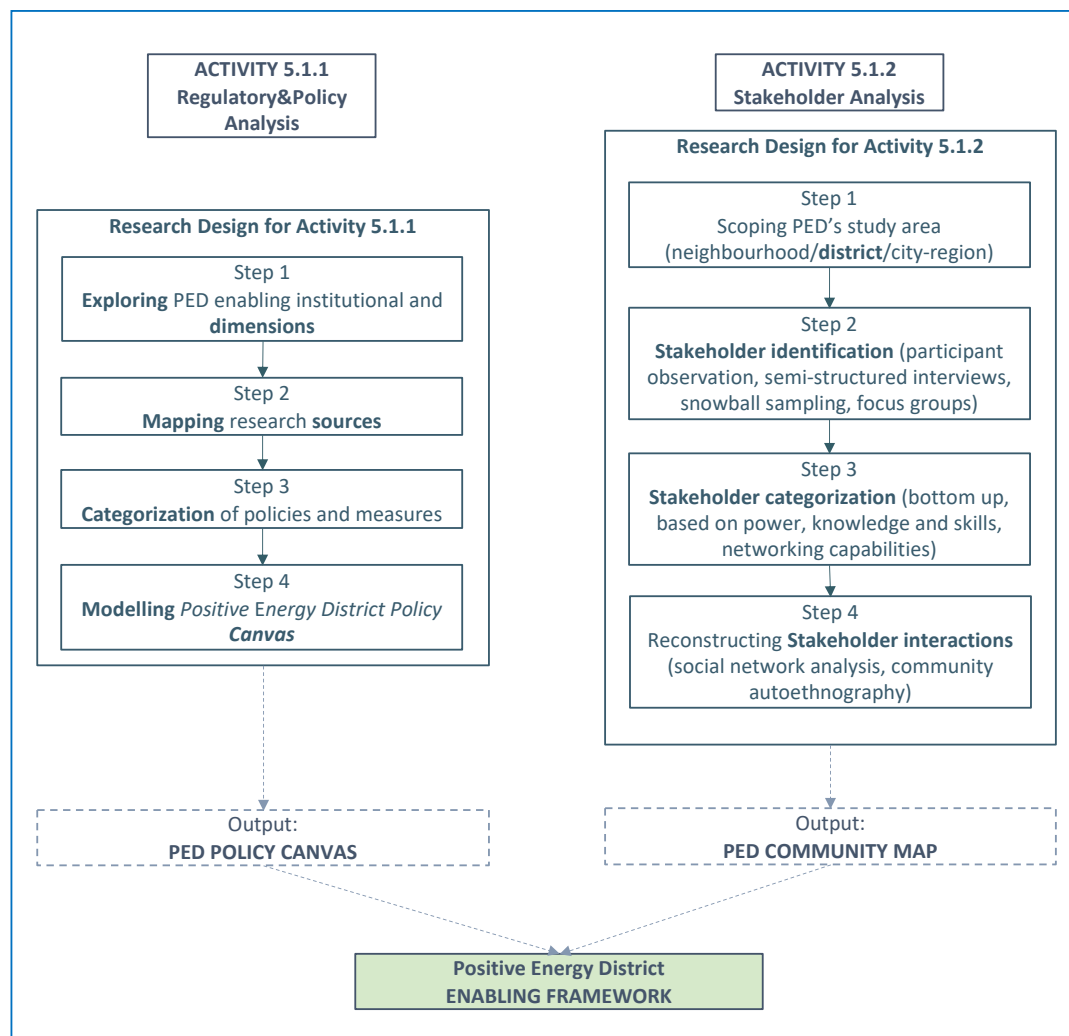 ACTIVITY 5.1.1
Regulatory&Policy
Analysis
Research Design for Activity 5.1.1
Step 1
Exploring PED enabling institutional and
dimensions
Step 2
Mapping research sources
Step 3
Categorization of policies and measures
Step 4
Modelling Positive Energy District Policy
Canvas
Output:
PED POLICY CANVAS
ACTIVITY 5.1.2
Stakeholder Analysis
Research Design for Activity 5.1.2
Step 1
Scoping PED’s study area
(neighbourhood/district/city-region)
Step 2
Stakeholder identification (participant
observation, semi-structured interviews,
snowball sampling, focus groups)
Step 3
Stakeholder categorization (bottom up,
based on power, knowledge and skills,
networking capabilities)
Step 4
Reconstructing Stakeholder interactions
(social network analysis, community
autoethnography)
Output:
PED COMMUNITY MAP
Positive Energy District
ENABLING FRAMEWORK